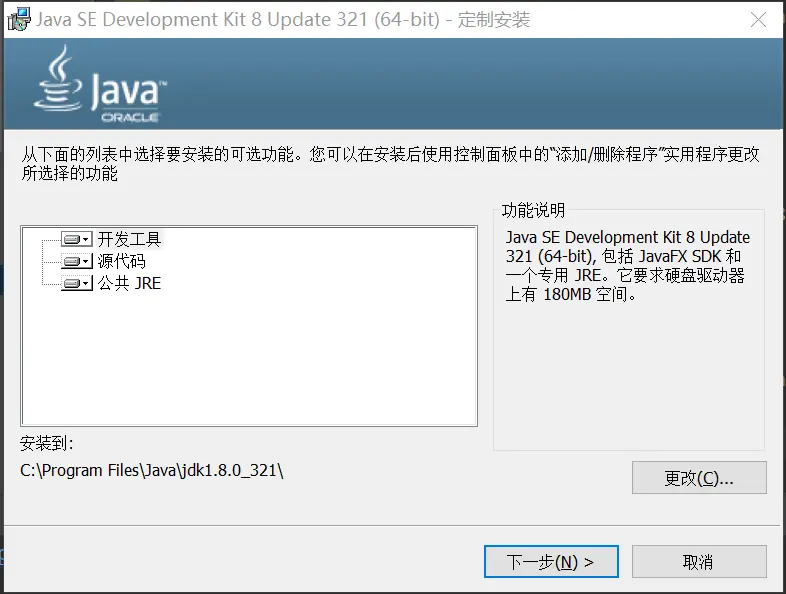 Java SE Development Kit 8 Update 321 (64-bit) - 定制安装
Java™
ORACLE
从下面的列表中选择要安装的可选功能。您可以在安装后使用控制面板中的“添加/删除程序”实用程序更改
所选择的功能
开发工具
源代码
公共 JRE
功能说明
Java SE Development Kit 8 Update
321 (64-bit), 包括 JavaFX SDK 和
一个专用 JRE。它要求硬盘驱动器
上有 180MB 空间。
安装到:
C:\Program Files\Java\jdk1.8.0_321\
更改(C)...
下一步(N) >
取消